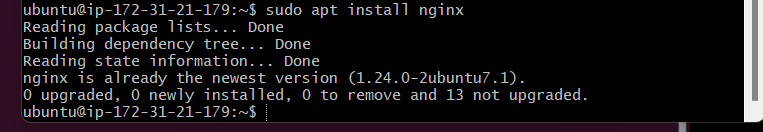 ubuntu@ip-172-31-21-179:~$ sudo apt install nginx
Reading package lists... Done
Building dependency tree... Done
Reading state information... Done
nginx is already the newest version (1.24.0-2ubuntu7.1).
0 upgraded, 0 newly installed, 0 to remove and 13 not upgraded.
ubuntu@ip-172-31-21-179:~$